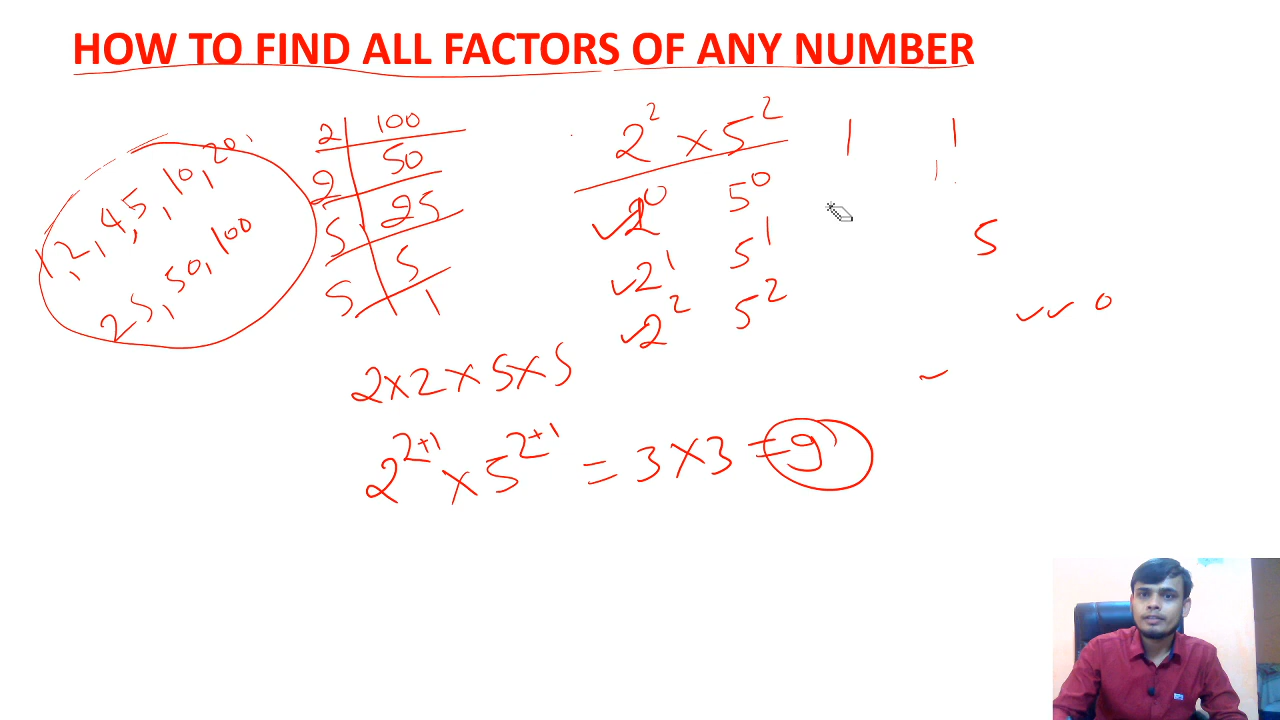 HOW TO FIND ALL FACTORS OF ANY NUMBER
1, 2, 4, 5, 10, 20,
25, 50, 100
2 | 100
2 | 50
5 | 25
5 | 5
1
2×2×5×5
2² × 5²
2⁰ 5⁰
2¹ 5¹
2² 5²
1 1
5
2²⁺¹ × 5²⁺¹ = 3×3 = 9